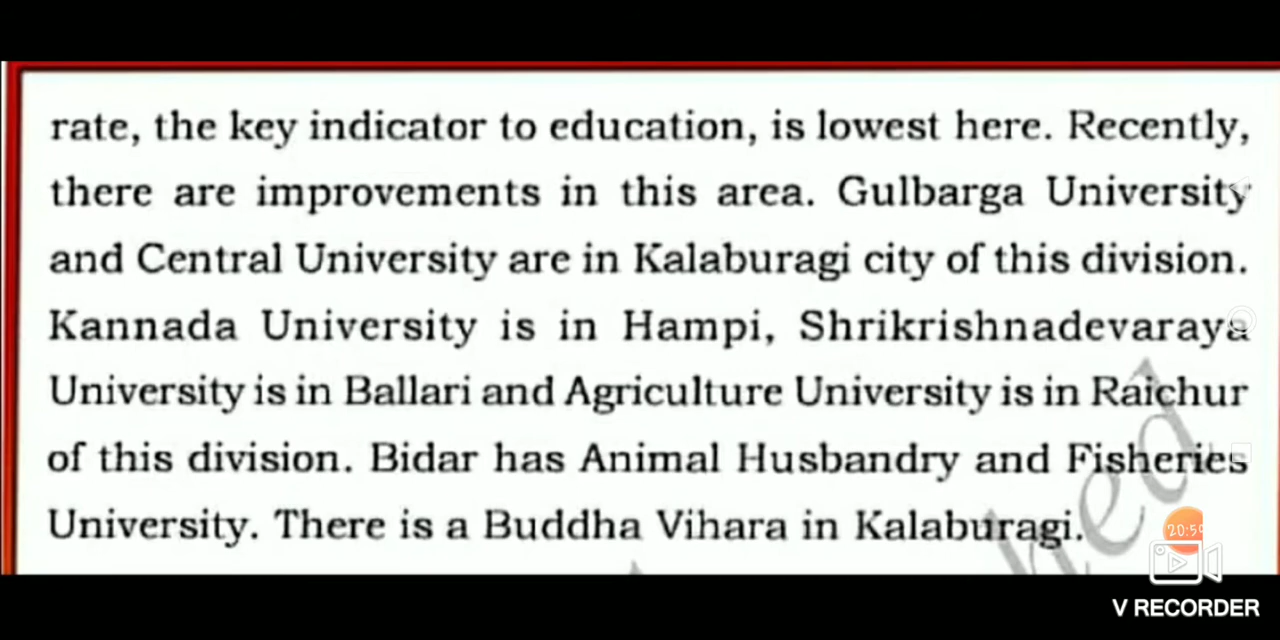 rate, the key indicator to education, is lowest here. Recently,
there are improvements in this area. Gulbarga University
and Central University are in Kalaburagi city of this division.
Kannada University is in Hampi, Shrikrishnadevaraya
University is in Ballari and Agriculture University is in Raichur
of this division. Bidar has Animal Husbandry and Fisheries
University. There is a Buddha Vihara in Kalaburagi.
hed
V RECORDER